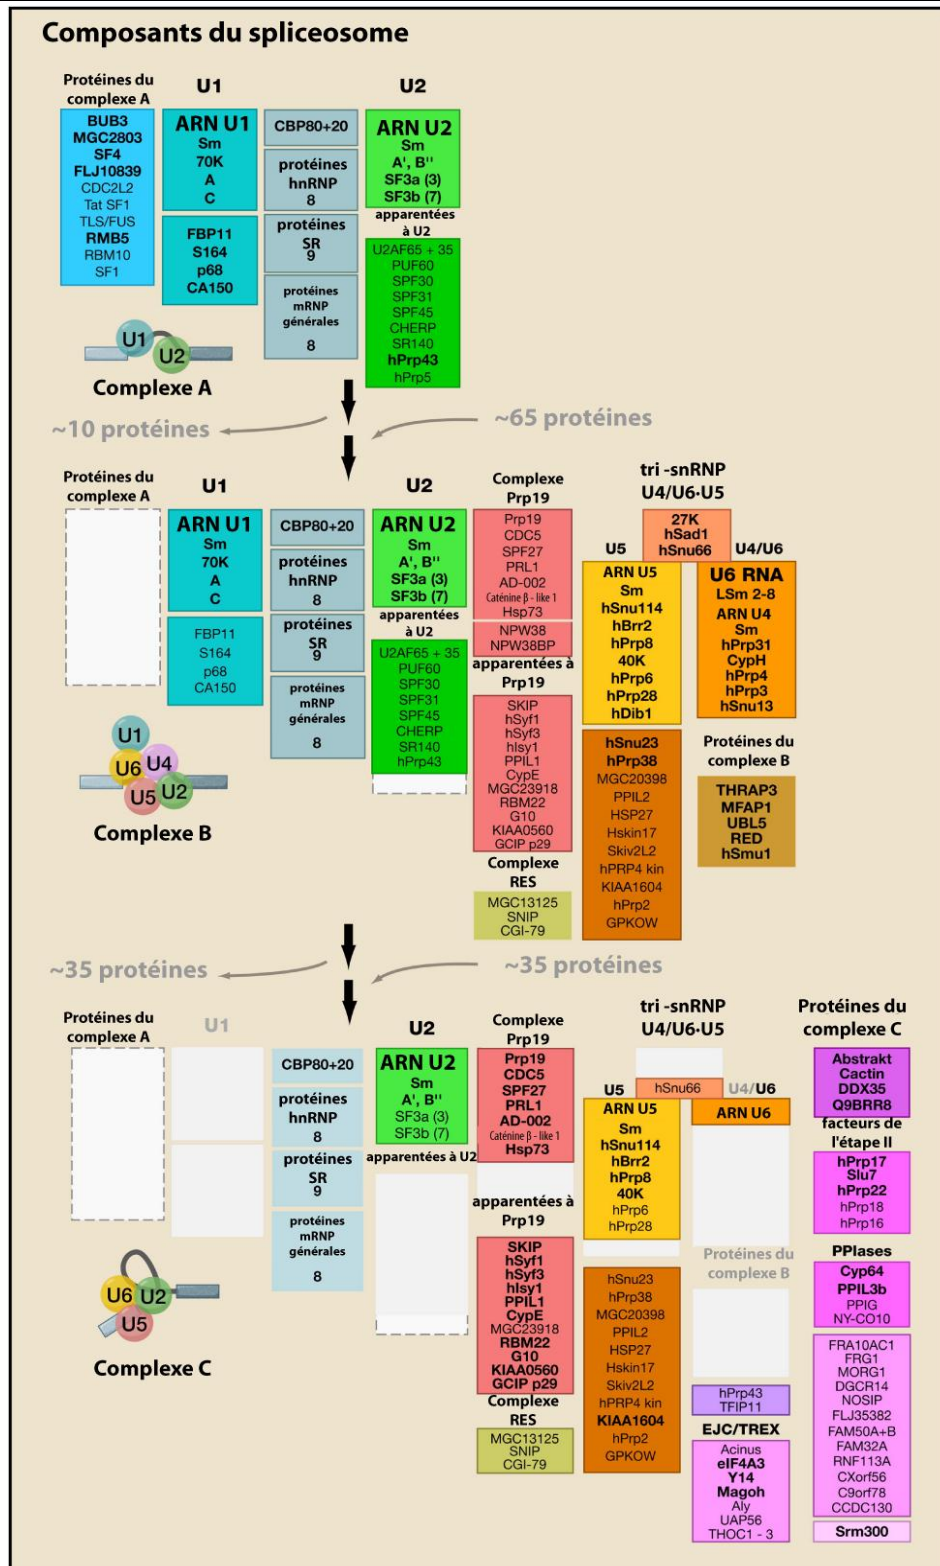 Composants du spliceosome
Protéines du
complexe A
BUB3
MGC2803
SF4
FLJ10839
CDC2L2
Tat SF1
TLS/FUS
RMB5
RBM10
SF1
U1
ARN U1
Sm
70K
A
C
FBP11
S164
p68
CA150
CBP80+20
protéines
hnRNP
8
protéines
SR
9
protéines
mRNP
générales
8
U2
ARN U2
Sm
A', B''
SF3a (3)
SF3b (7)
apparentées
à U2
U2AF65 + 35
PUF60
SPF30
SPF31
SPF45
CHERP
SR140
hPrp43
hPrp5
U1
U2
Complexe A
~10 protéines
~65 protéines
Protéines du
complexe A
U1
ARN U1
Sm
70K
A
C
FBP11
S164
p68
CA150
CBP80+20
protéines
hnRNP
8
protéines
SR
9
protéines
mRNP
générales
8
U2
ARN U2
Sm
A', B''
SF3a (3)
SF3b (7)
apparentées
à U2
U2AF65 + 35
PUF60
SPF30
SPF31
SPF45
CHERP
SR140
hPrp43
Complexe
Prp19
Prp19
CDC5
SPF27
PRL1
AD-002
Caténine β - like 1
Hsp73
NPW38
NPW38BP
apparentées à
Prp19
SKIP
hSyf1
hSyf3
hIsy1
PPIL1
CypE
MGC23918
RBM22
G10
KIAA0560
GCIP p29
Complexe
RES
MGC13125
SNIP
CGI-79
tri -snRNP
U4/U6·U5
27K
hSad1
hSnu66
U5
ARN U5
Sm
hSnu114
hBrr2
hPrp8
40K
hPrp6
hPrp28
hDib1
hSnu23
hPrp38
MGC20398
PPIL2
HSP27
Hskin17
Skiv2L2
hPRP4 kin
KIAA1604
hPrp2
GPKOW
U4/U6
U6 RNA
LSm 2-8
ARN U4
Sm
hPrp31
CypH
hPrp4
hPrp3
hSnu13
Protéines du
complexe B
THRAP3
MFAP1
UBL5
RED
hSmu1
U1
U6
U4
U5
U2
Complexe B
~35 protéines
~35 protéines
Protéines du
complexe A
U1
CBP80+20
protéines
hnRNP
8
protéines
SR
9
protéines
mRNP
générales
8
U2
ARN U2
Sm
A', B''
SF3a (3)
SF3b (7)
apparentées à U2
Complexe
Prp19
Prp19
CDC5
SPF27
PRL1
AD-002
Caténine β - like 1
Hsp73
apparentées à
Prp19
SKIP
hSyf1
hSyf3
hIsy1
PPIL1
CypE
MGC23918
RBM22
G10
KIAA0560
GCIP p29
Complexe
RES
MGC13125
SNIP
CGI-79
tri -snRNP
U4/U6·U5
hSnu66
U5
ARN U5
Sm
hSnu114
hBrr2
hPrp8
40K
hPrp6
hPrp28
hSnu23
hPrp38
MGC20398
PPIL2
HSP27
Hskin17
Skiv2L2
hPRP4 kin
KIAA1604
hPrp2
GPKOW
U4/U6
ARN U6
Protéines du
complexe B
hPrp43
TFIP11
EJC/TREX
Acinus
eIF4A3
Y14
Magoh
Aly
UAP56
THOC1 - 3
Protéines du
complexe C
Abstrakt
Cactin
DDX35
Q9BRR8
facteurs de
l'étape II
hPrp17
Slu7
hPrp22
hPrp18
hPrp16
PPIases
Cyp64
PPIL3b
PPIG
NY-CO10
FRA10AC1
FRG1
MORG1
DGCR14
NOSIP
FLJ35382
FAM50A+B
FAM32A
RNF113A
CXorf56
C9orf78
CCDC130
Srm300
U6
U2
U5
Complexe C